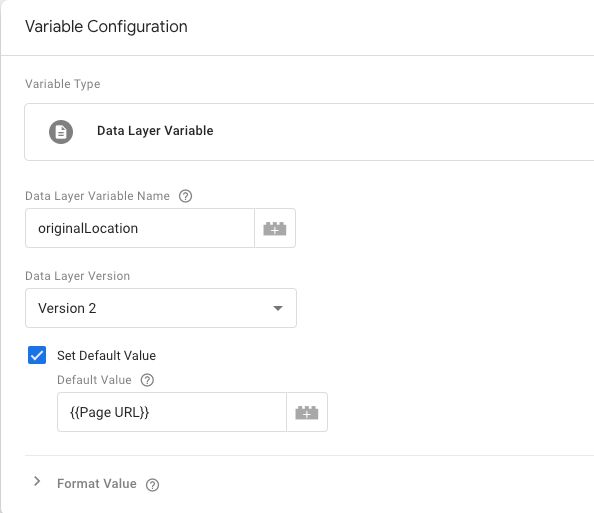 Variable Configuration
Variable Type
Data Layer Variable
Data Layer Variable Name
originalLocation
Data Layer Version
Version 2
Set Default Value
Default Value
{{Page URL}}
Format Value